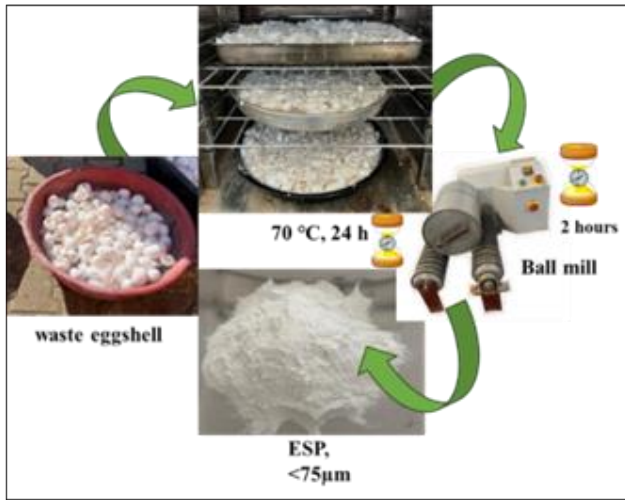 waste eggshell
70 °C, 24 h
2 hours
Ball mill
ESP,
<75µm